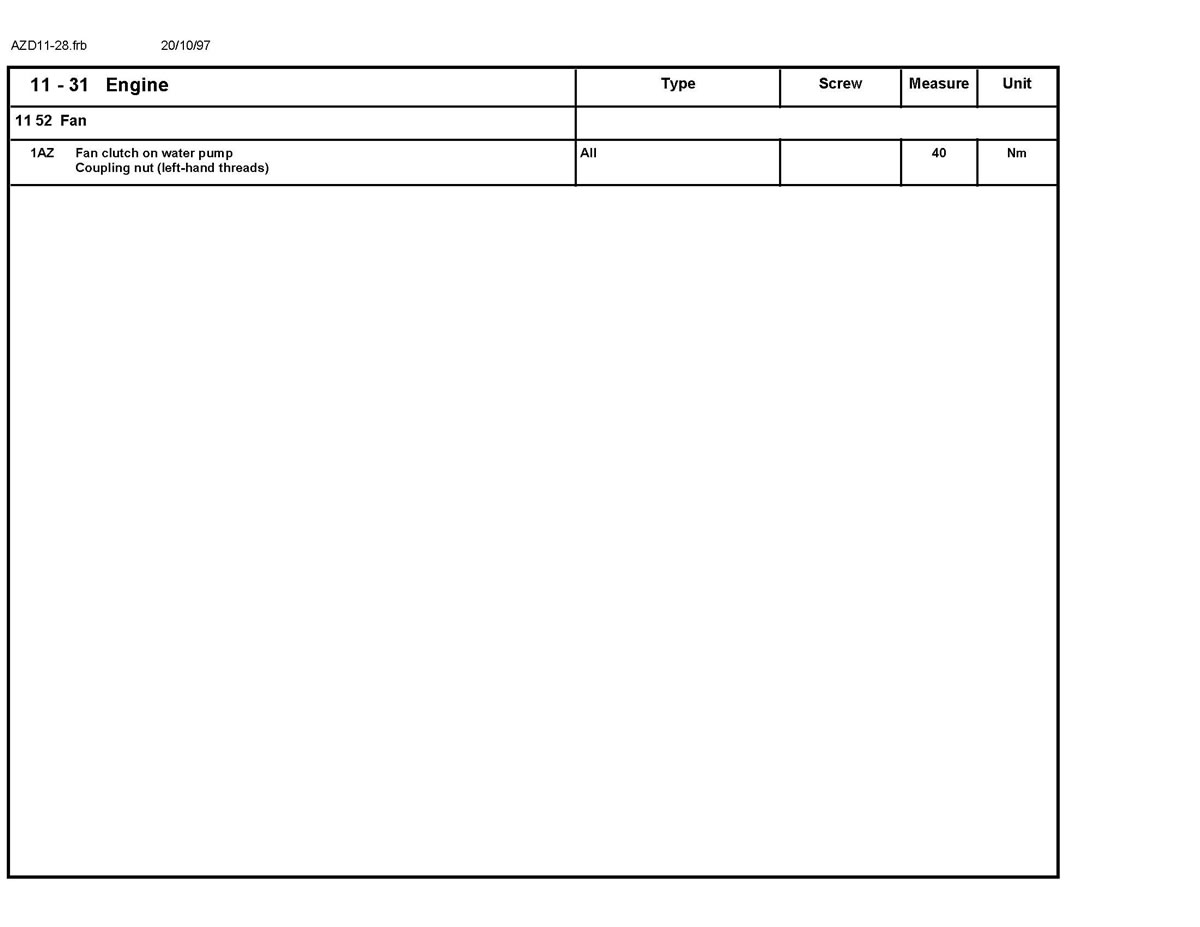 AZD11-28.frb 20/10/97
11 - 31 Engine Type Screw Measure Unit
11 52 Fan
1AZ Fan clutch on water pump All 40 Nm
Coupling nut (left-hand threads)